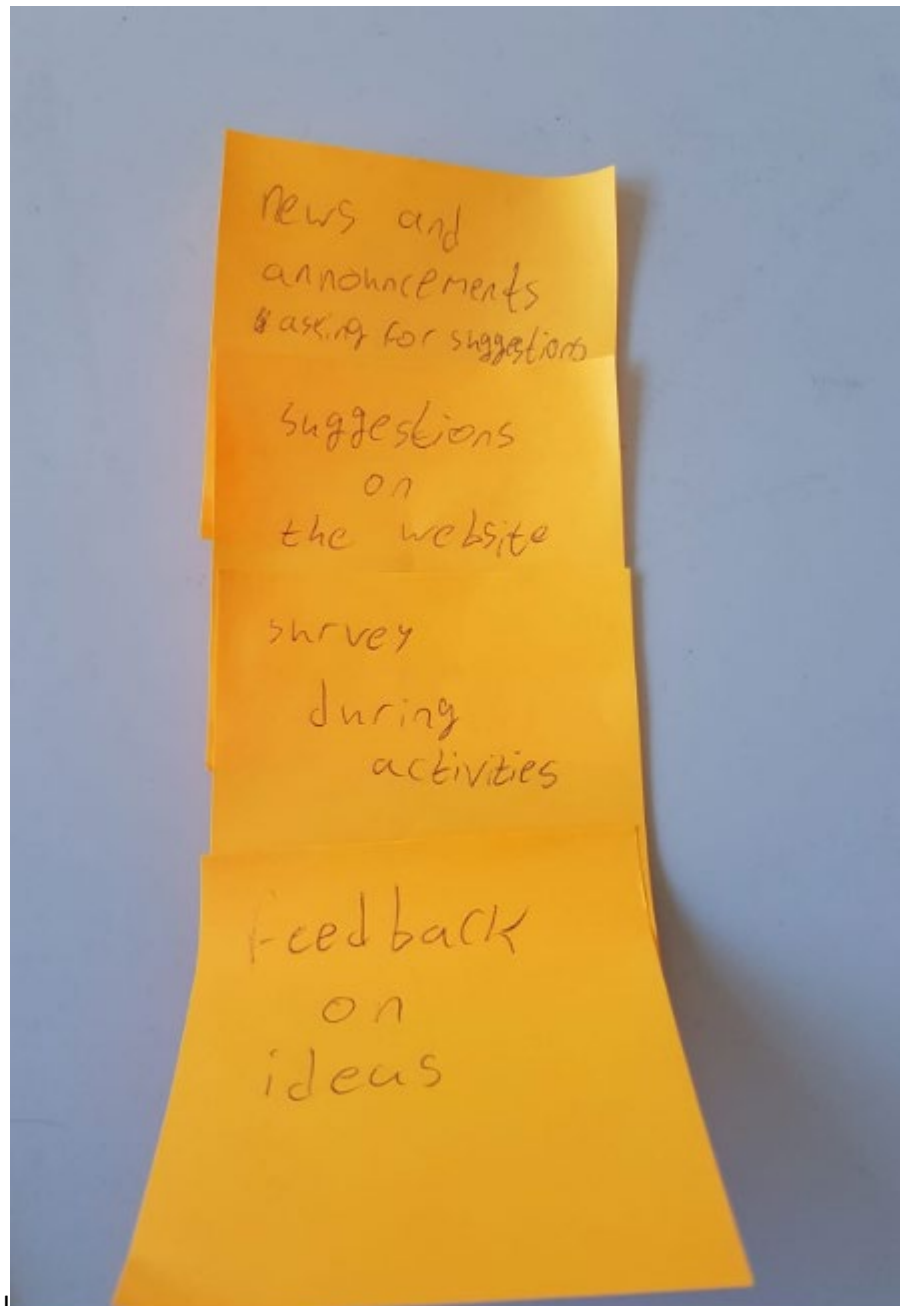 news and
announcements
asking for suggestions
suggestions
on
the website
survey
during
activities
Feedback
on
ideas